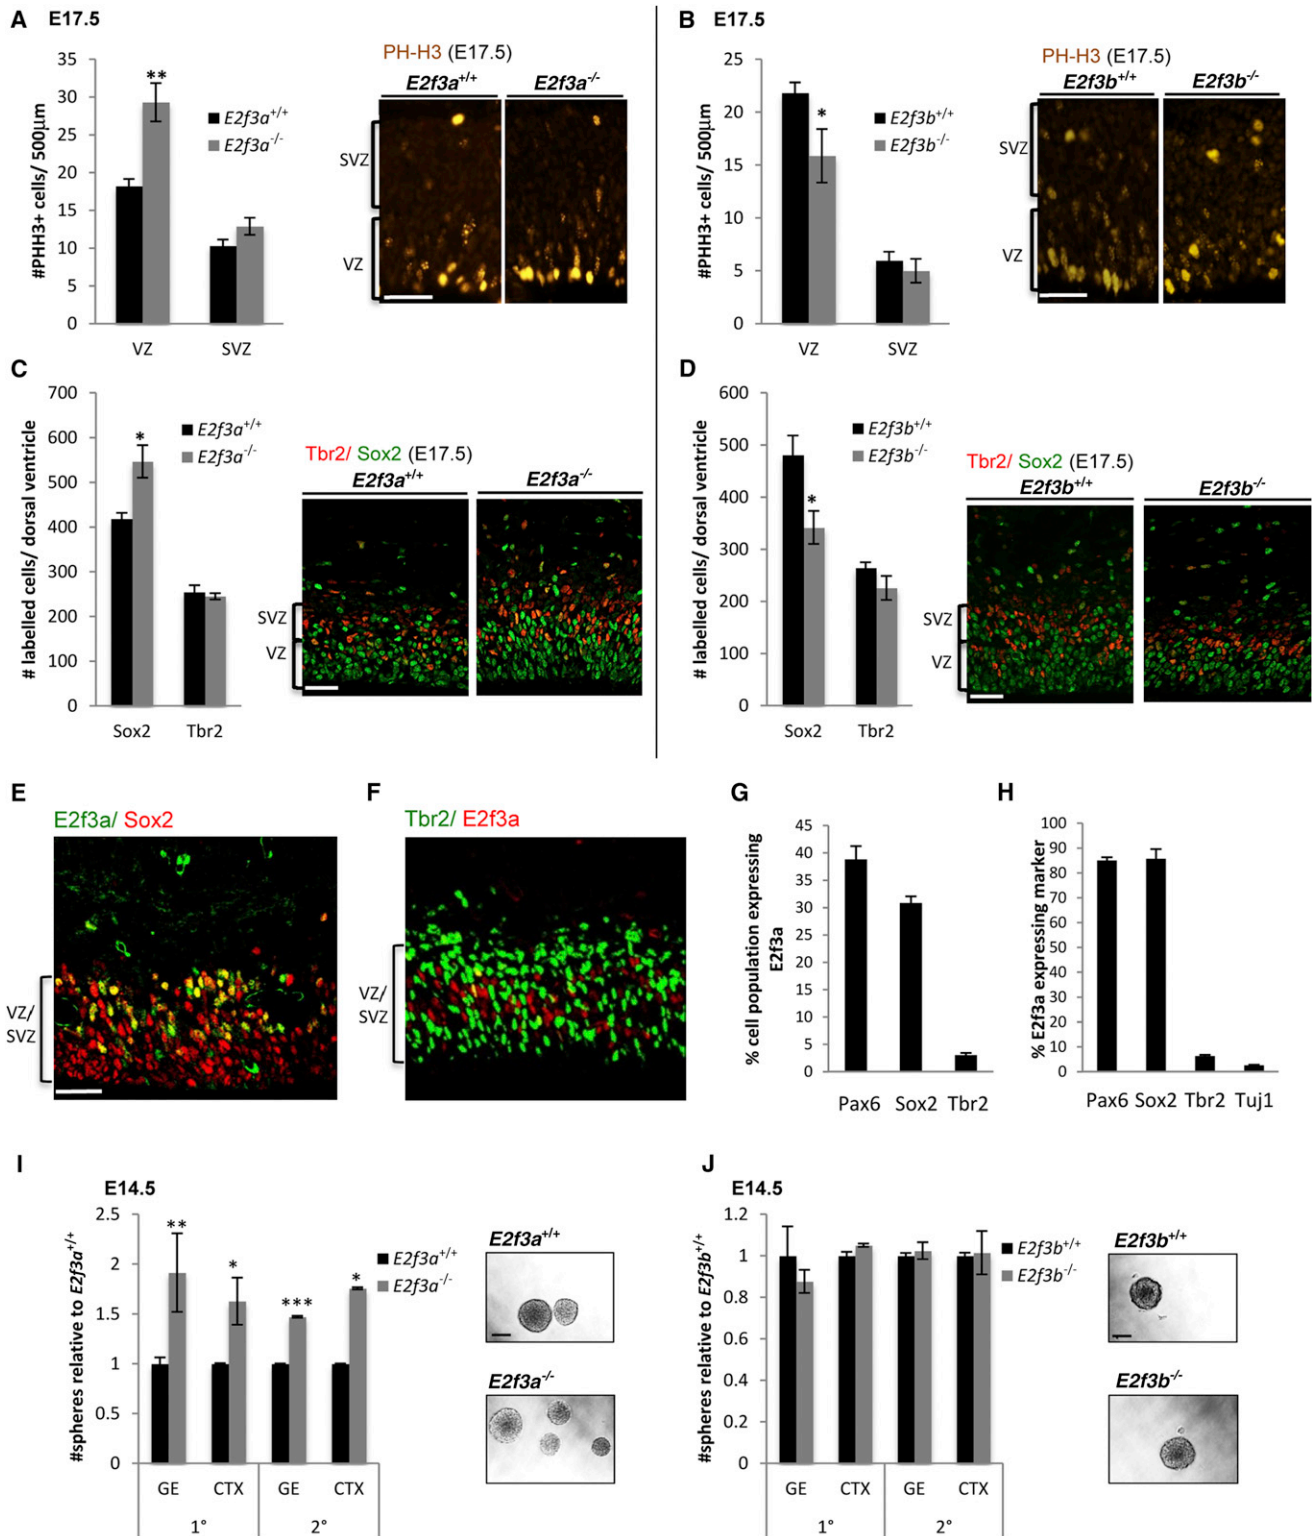 A E17.5
#PHH3+ cells/ 500µm
35
30
25
20
15
10
5
0
**
E2f3a+/+
E2f3a-/-
VZ SVZ
PH-H3 (E17.5)
E2f3a+/+ E2f3a-/-
SVZ
VZ
B E17.5
#PHH3+ cells/ 500µm
25
20
15
10
5
0
*
E2f3b+/+
E2f3b-/-
VZ SVZ
PH-H3 (E17.5)
E2f3b+/+ E2f3b-/-
SVZ
VZ
C
# labelled cells/ dorsal ventricle
700
600
500
400
300
200
100
0
*
E2f3a+/+
E2f3a-/-
Sox2 Tbr2
Tbr2/ Sox2 (E17.5)
E2f3a+/+ E2f3a-/-
SVZ
VZ
D
# labelled cells/ dorsal ventricle
600
500
400
300
200
100
0
*
E2f3b+/+
E2f3b-/-
Sox2 Tbr2
Tbr2/ Sox2 (E17.5)
E2f3b+/+ E2f3b-/-
SVZ
VZ
E
E2f3a/ Sox2
VZ/
SVZ
F
Tbr2/ E2f3a
VZ/
SVZ
G
% cell population expressing
E2f3a
45
40
35
30
25
20
15
10
5
0
Pax6 Sox2 Tbr2
H
% E2f3a expressing marker
100
90
80
70
60
50
40
30
20
10
0
Pax6 Sox2 Tbr2 Tuj1
I
E14.5
#spheres relative to E2f3a+/+
2.5
2
1.5
1
0.5
0
** * *** *
E2f3a+/+
E2f3a-/-
GE CTX GE CTX
1° 2°
E2f3a+/+
E2f3a-/-
J
E14.5
#spheres relative to E2f3b+/+
1.2
1
0.8
0.6
0.4
0.2
0
E2f3b+/+
E2f3b-/-
GE CTX GE CTX
1° 2°
E2f3b+/+
E2f3b-/-